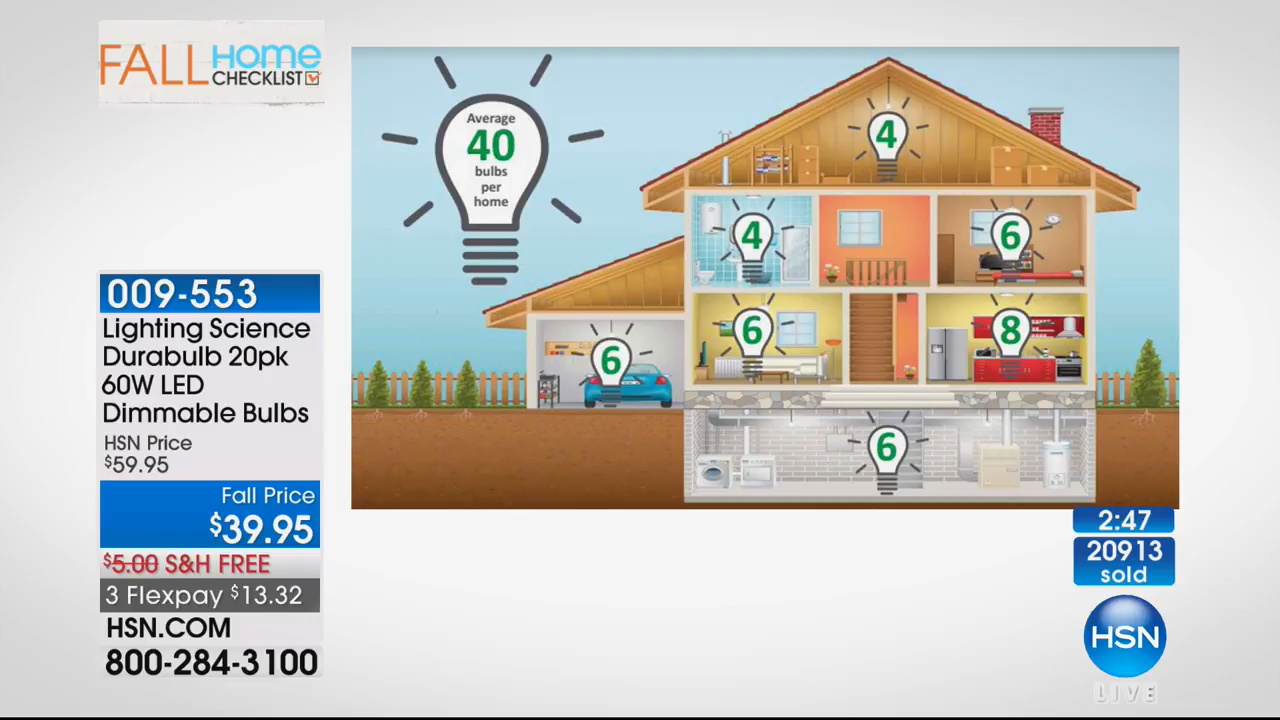 FALL Home
CHECKLIST
Average
40
bulbs
per
home
4
4
6
6
8
6
6
009-553
Lighting Science
Durabulb 20pk
60W LED
Dimmable Bulbs
HSN Price
$59.95
Fall Price
$39.95
$5.00 S&H FREE
3 Flexpay $13.32
HSN.COM
800-284-3100
2:47
20913
sold
HSN
LIVE